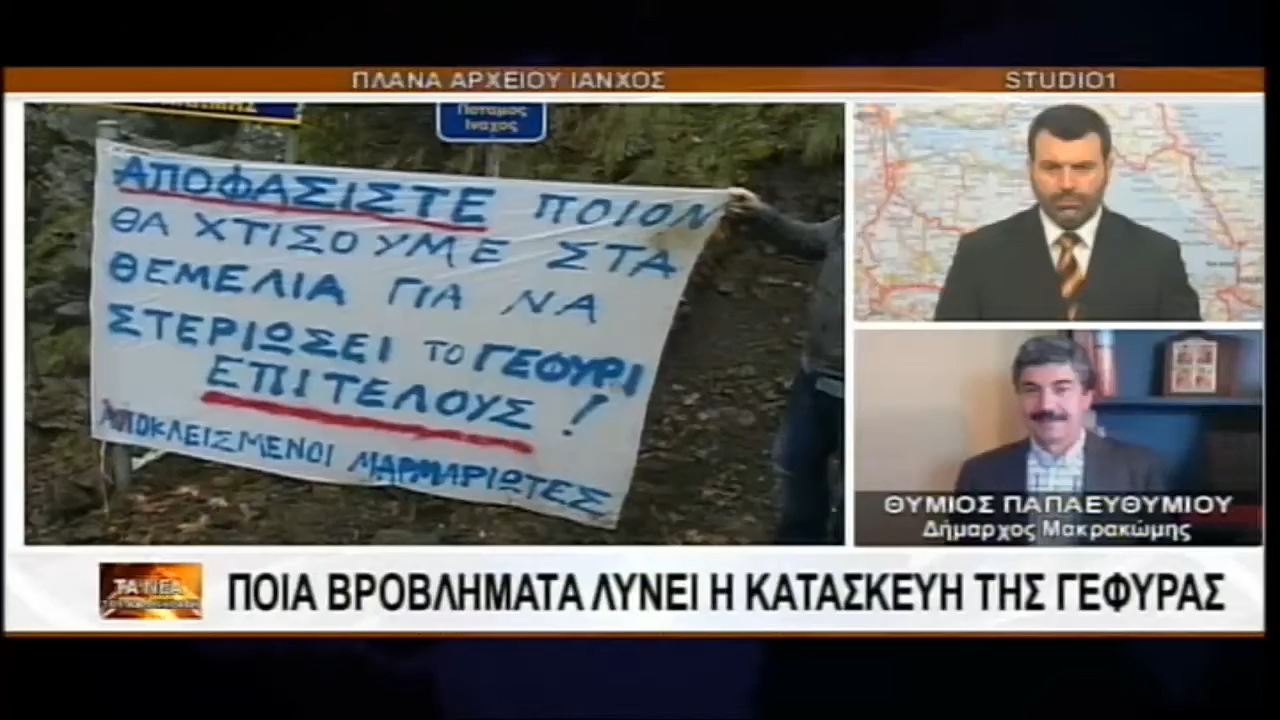 ΠΛΑΝΑ ΑΡΧΕΙΟΥ ΙΑΝΧΟΣ
STUDIO1
Ποταμός
Ίναχος
ΑΠΟΦΑΣΙΣΤΕ ΠΟΙΟΝ
ΘΑ ΧΤΙΣΟΥΜΕ ΣΤΑ
ΘΕΜΕΛΙΑ ΓΙΑ ΝΑ
ΣΤΕΡΙΩΣΕΙ ΤΟ ΓΕΦΥΡΙ
ΕΠΙΤΕΛΟΥΣ!
ΑΠΟΚΛΕΙΣΜΕΝΟΙ ΜΑΡΜΑΡΙΩΤΕΣ
ΘΥΜΙΟΣ ΠΑΠΑΕΥΘΥΜΙΟΥ
Δήμαρχος Μακρακώμης
ΤΑ ΝΕΑ
ΠΟΙΑ ΒΡΟΒΛΗΜΑΤΑ ΛΥΝΕΙ Η ΚΑΤΑΣΚΕΥΗ ΤΗΣ ΓΕΦΥΡΑΣ